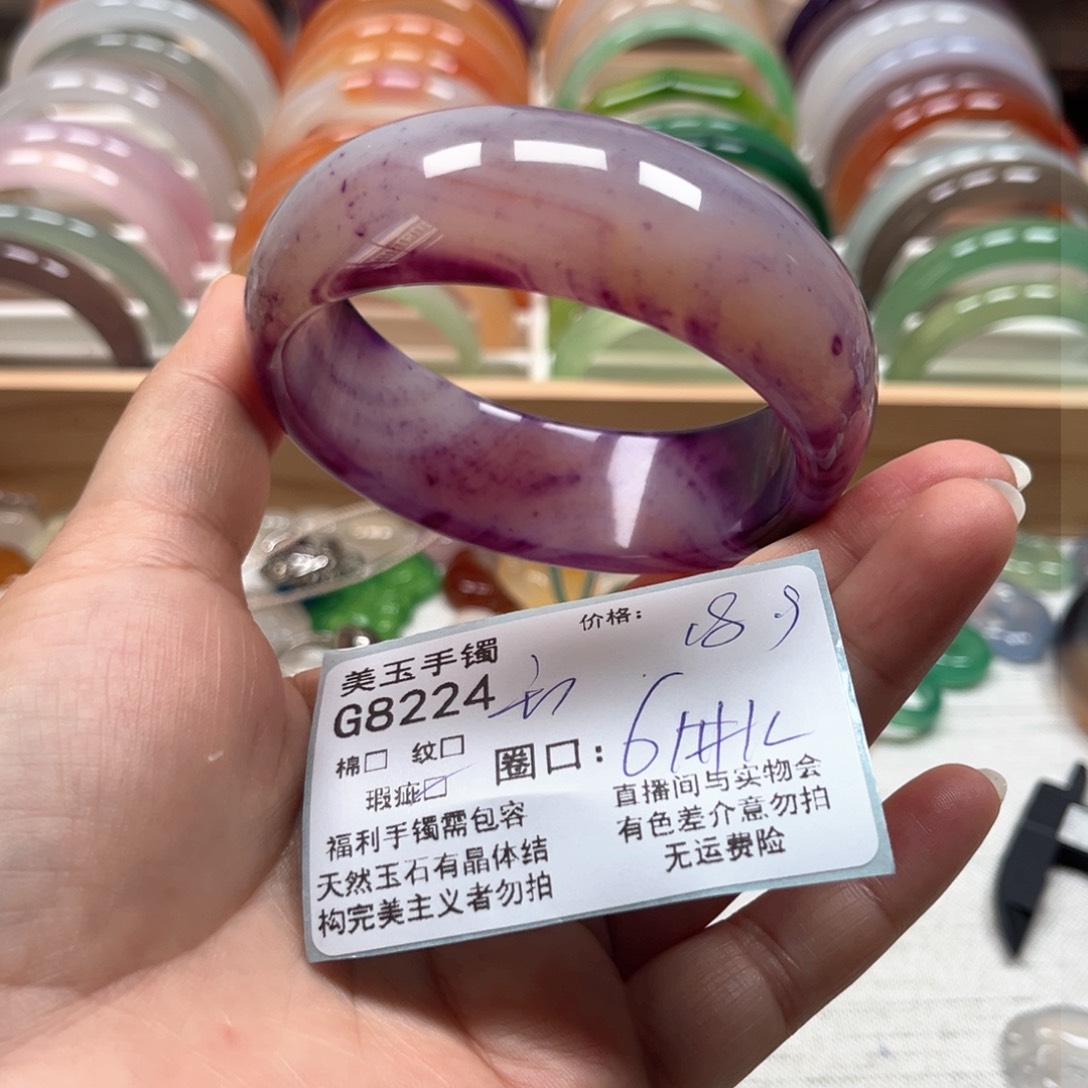 价格: 189
美玉手镯
G8224
棉□ 纹□
瑕疵☑
圈口: 61
福利手镯需包容
天然玉石有晶体结
构完美主义者勿拍
直播间与实物会
有色差介意勿拍
无运费险